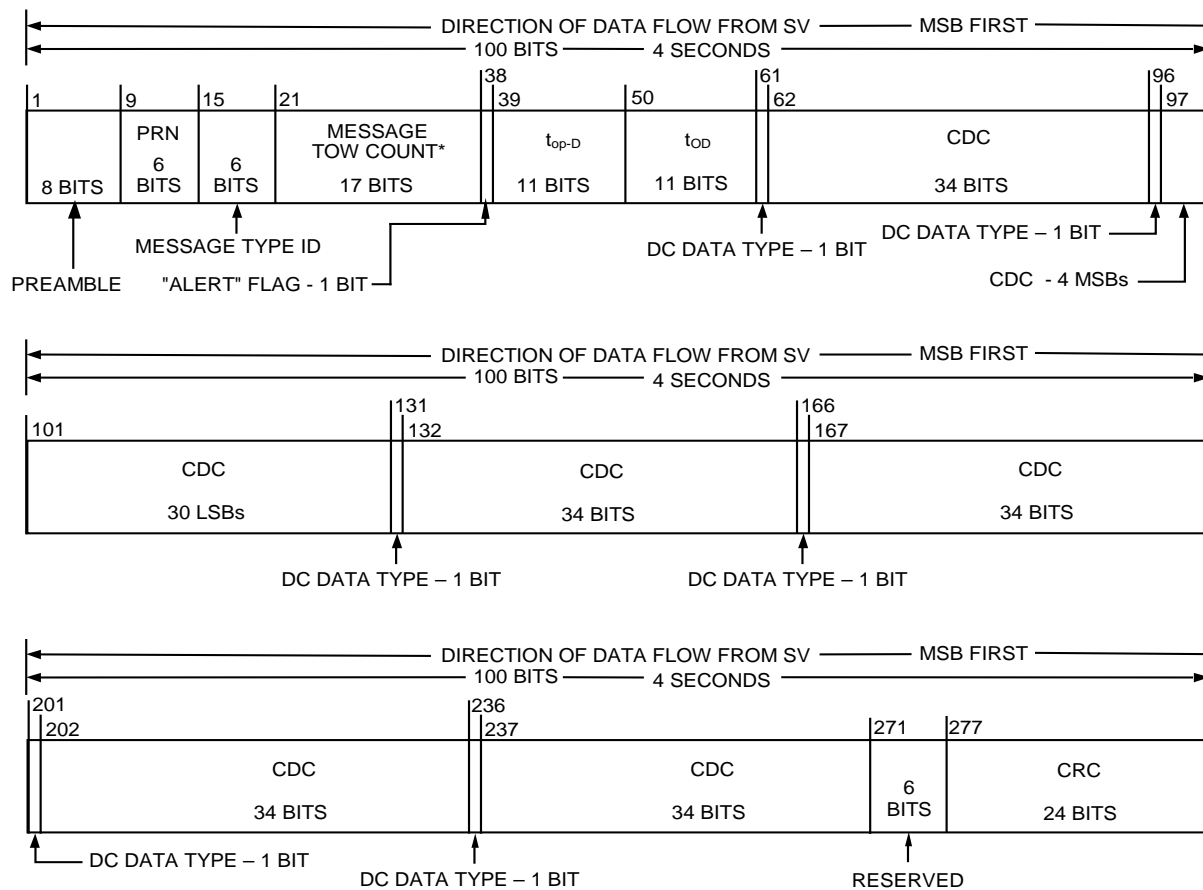 DIRECTION OF DATA FLOW FROM SV MSB FIRST
100 BITS 4 SECONDS
1 9 15 21 38 39 50 61 62 96 97
8 BITS
PRN
6
BITS
6
BITS
MESSAGE
TOW COUNT*
17 BITS
top-D
11 BITS
tOD
11 BITS
CDC
34 BITS
MESSAGE TYPE ID
DC DATA TYPE – 1 BIT
DC DATA TYPE – 1 BIT
PREAMBLE
"ALERT" FLAG - 1 BIT
CDC - 4 MSBs
DIRECTION OF DATA FLOW FROM SV MSB FIRST
100 BITS 4 SECONDS
101 131 132 166 167
CDC
30 LSBs
CDC
34 BITS
CDC
34 BITS
DC DATA TYPE – 1 BIT
DC DATA TYPE – 1 BIT
DIRECTION OF DATA FLOW FROM SV MSB FIRST
100 BITS 4 SECONDS
201 202 236 237 271 277
CDC
34 BITS
CDC
34 BITS
6
BITS
CRC
24 BITS
DC DATA TYPE – 1 BIT
DC DATA TYPE – 1 BIT
RESERVED